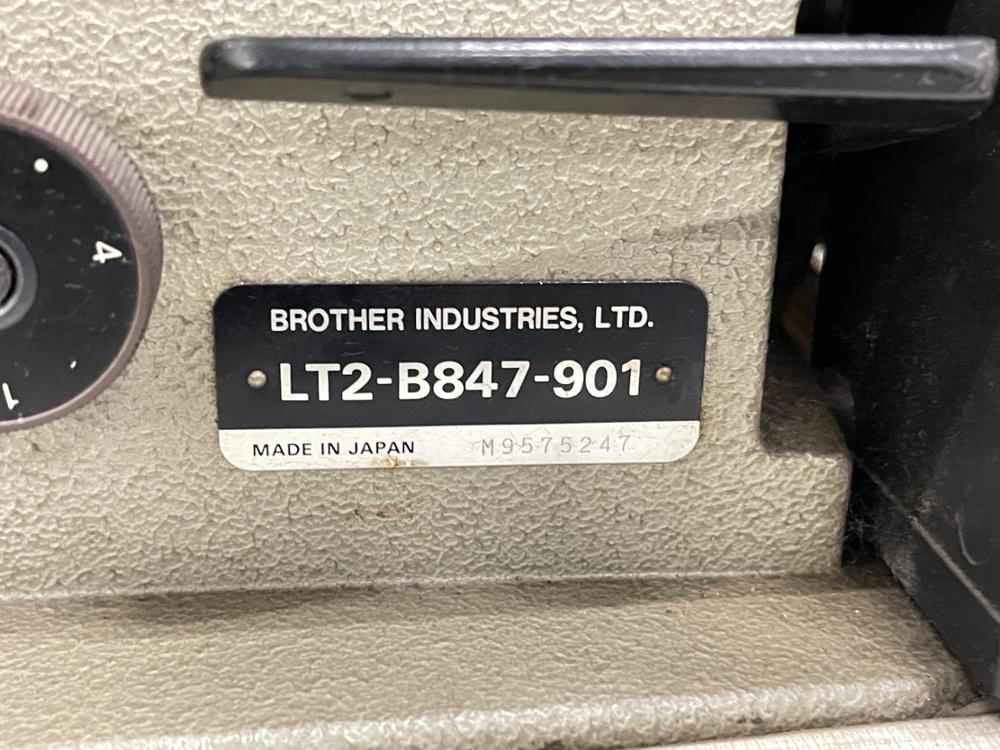 4
1
BROTHER INDUSTRIES, LTD.
LT2-B847-901
MADE IN JAPAN M9575247